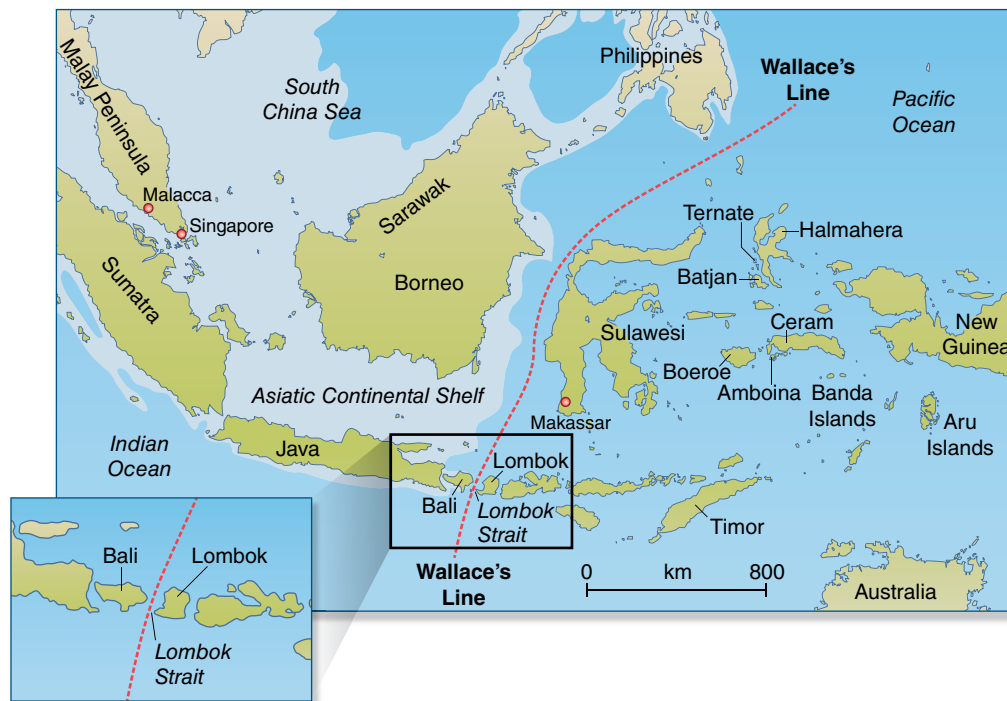 Malay Peninsula
South
China Sea
Philippines
Wallace's
Line
Pacific
Ocean
Malacca
Singapore
Sarawak
Ternate
Halmahera
Batjan
Sumatra
Borneo
Sulawesi
Ceram
New
Guinea
Boeroe
Amboina
Banda
Islands
Asiatic Continental Shelf
Makassar
Aru
Islands
Indian
Ocean
Java
Lombok
Bali
Lombok
Strait
Timor
Wallace's
Line
0 km 800
Australia
Bali
Lombok
Lombok
Strait